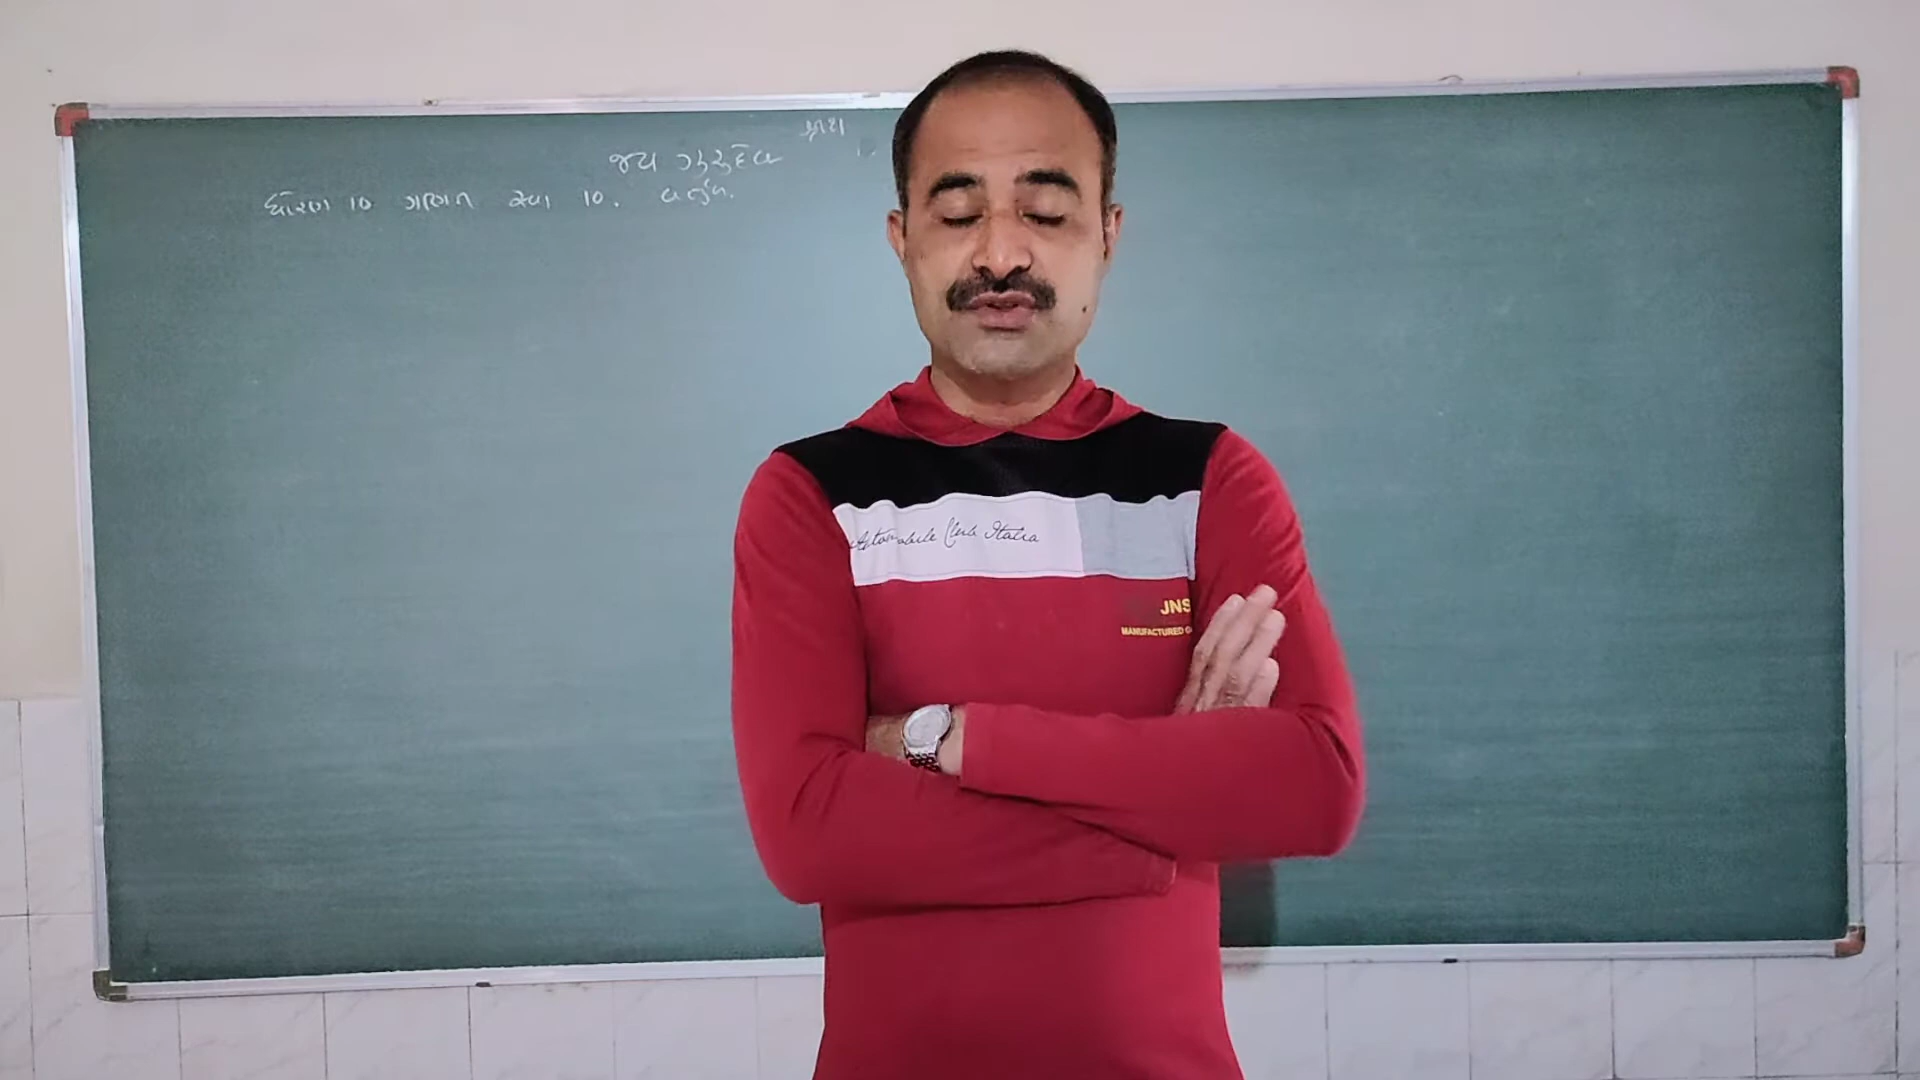 શ્રી
જય ગુરુદેવ
ધોરણ 10 ગણિત સ્વા 10. વર્તુળ.
Automobile Club Italia
JNS
MANUFACTURED